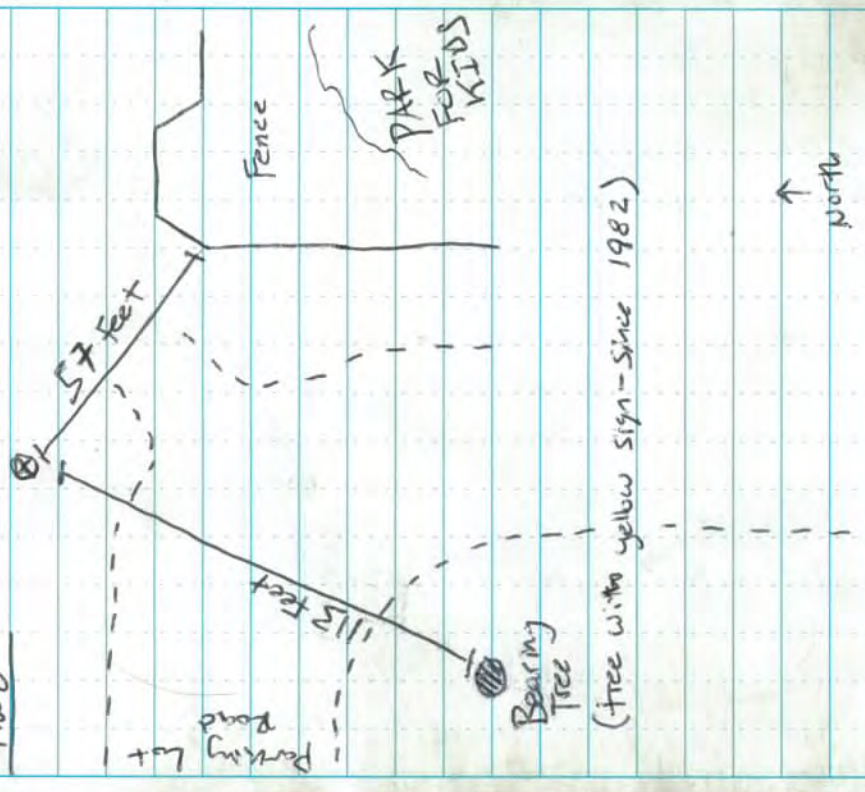 57 feet
Fence
PARK
FOR
KIDS
113 feet
Parking Lot
Road
Bearing
Tree
(tree with yellow sign - since 1982)
North